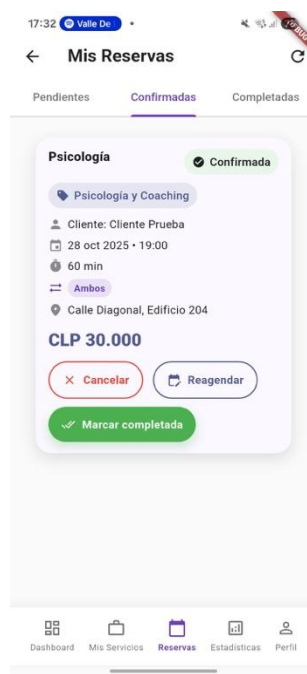 17:32 Valle De
Mis Reservas
Pendientes Confirmadas Completadas
Psicología
Confirmada
Psicología y Coaching
Cliente: Cliente Prueba
28 oct 2025 • 19:00
60 min
Ambos
Calle Diagonal, Edificio 204
CLP 30.000
Cancelar Reagendar
Marcar completada
Dashboard Mis Servicios Reservas Estadísticas Perfil